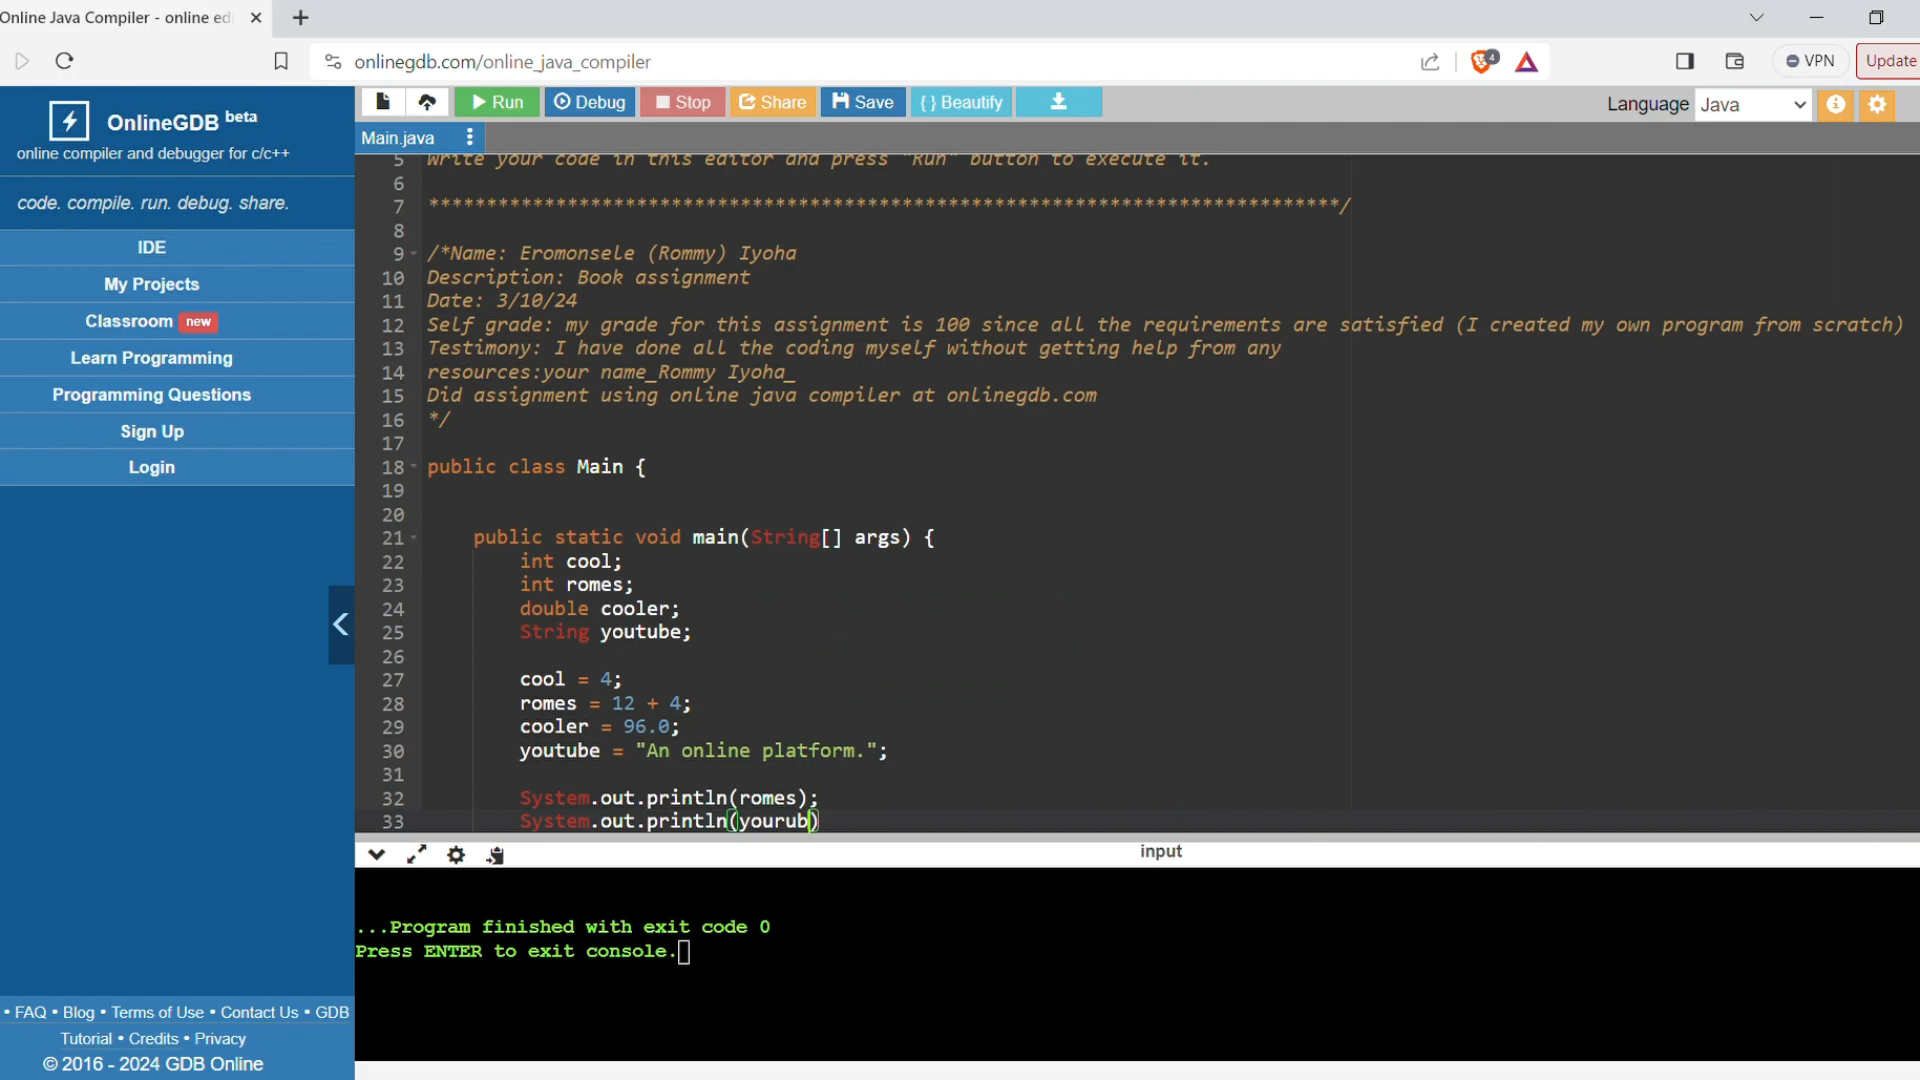 Online Java Compiler - online edi
onlinegdb.com/online_java_compiler
4
VPN
Update
OnlineGDB beta
online compiler and debugger for c/c++
code. compile. run. debug. share.
IDE
My Projects
Classroom new
Learn Programming
Programming Questions
Sign Up
Login
• FAQ • Blog • Terms of Use • Contact Us • GDB
Tutorial • Credits • Privacy
© 2016 - 2024 GDB Online
Run Debug Stop Share Save { } Beautify
Language Java
Main.java
5 Write your code in this editor and press "Run" button to execute it.
6
7 *******************************************************************************/
8
9 /*Name: Eromonsele (Rommy) Iyoha
10 Description: Book assignment
11 Date: 3/10/24
12 Self grade: my grade for this assignment is 100 since all the requirements are satisfied (I created my own program from scratch)
13 Testimony: I have done all the coding myself without getting help from any
14 resources:your name_Rommy Iyoha_
15 Did assignment using online java compiler at onlinegdb.com
16 */
17
18 public class Main {
19
20
21 public static void main(String[] args) {
22 int cool;
23 int romes;
24 double cooler;
25 String youtube;
26
27 cool = 4;
28 romes = 12 + 4;
29 cooler = 96.0;
30 youtube = "An online platform.";
31
32 System.out.println(romes);
33 System.out.println(yourub)
input
...Program finished with exit code 0
Press ENTER to exit console.